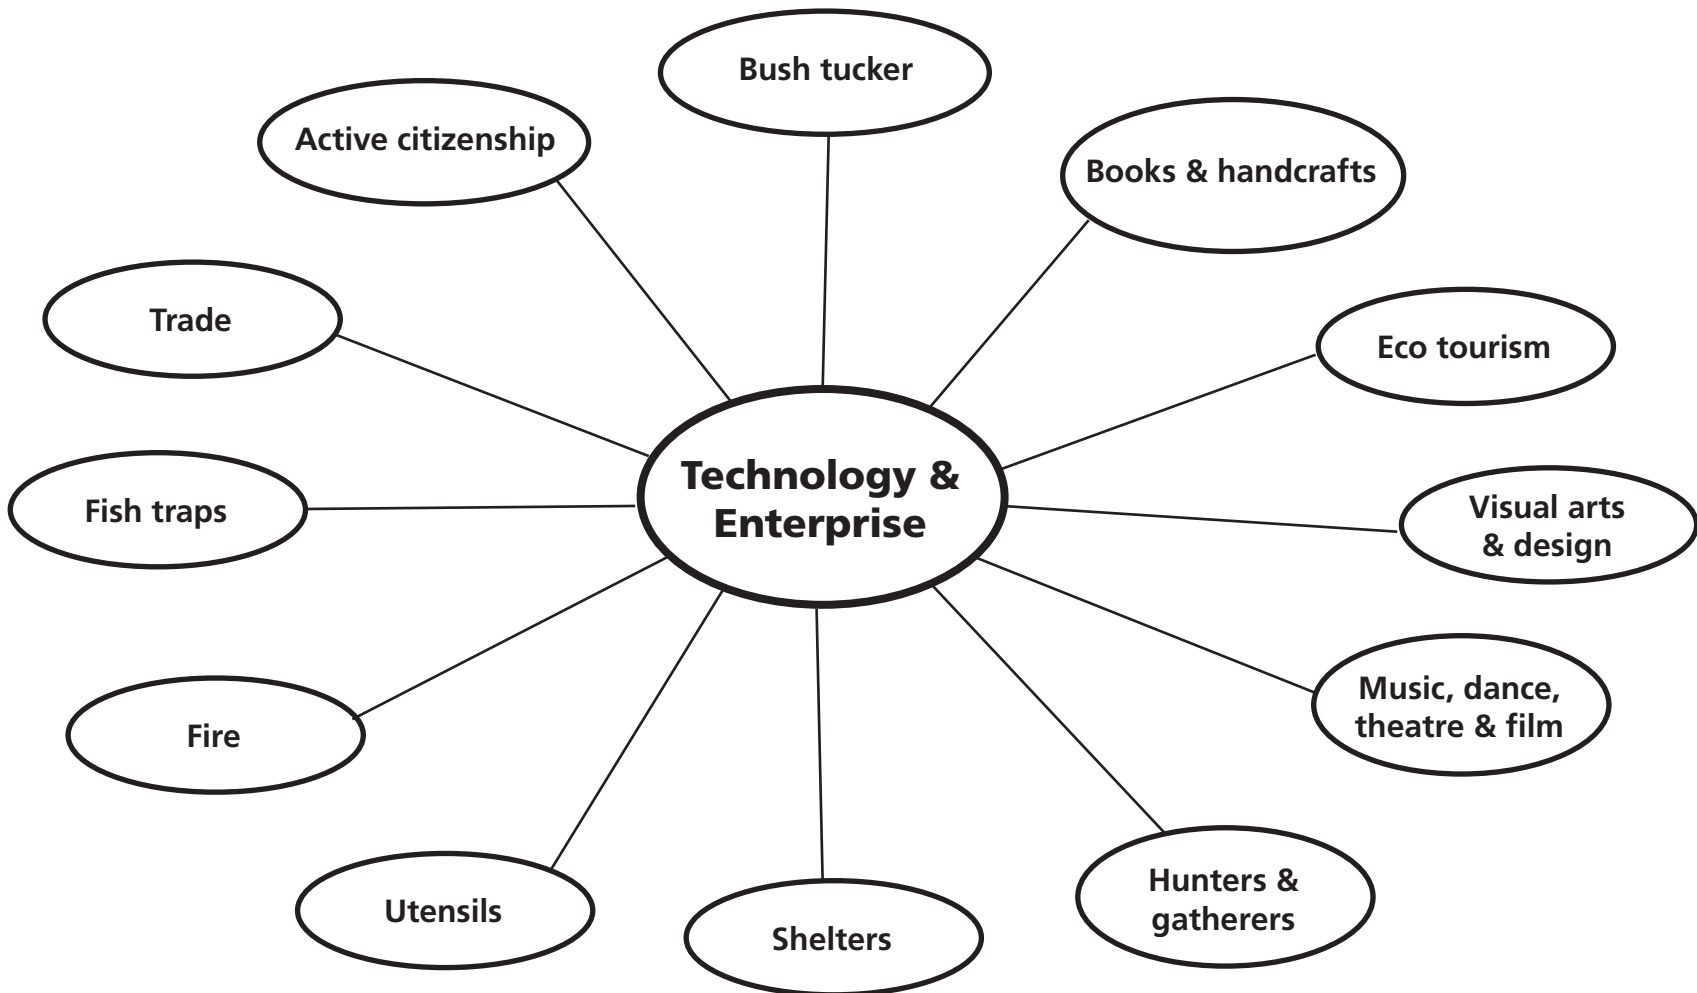 Bush tucker
Active citizenship
Books & handcrafts
Trade
Eco tourism
Technology &
Enterprise
Fish traps
Visual arts
& design
Music, dance,
theatre & film
Fire
Hunters &
gatherers
Utensils
Shelters